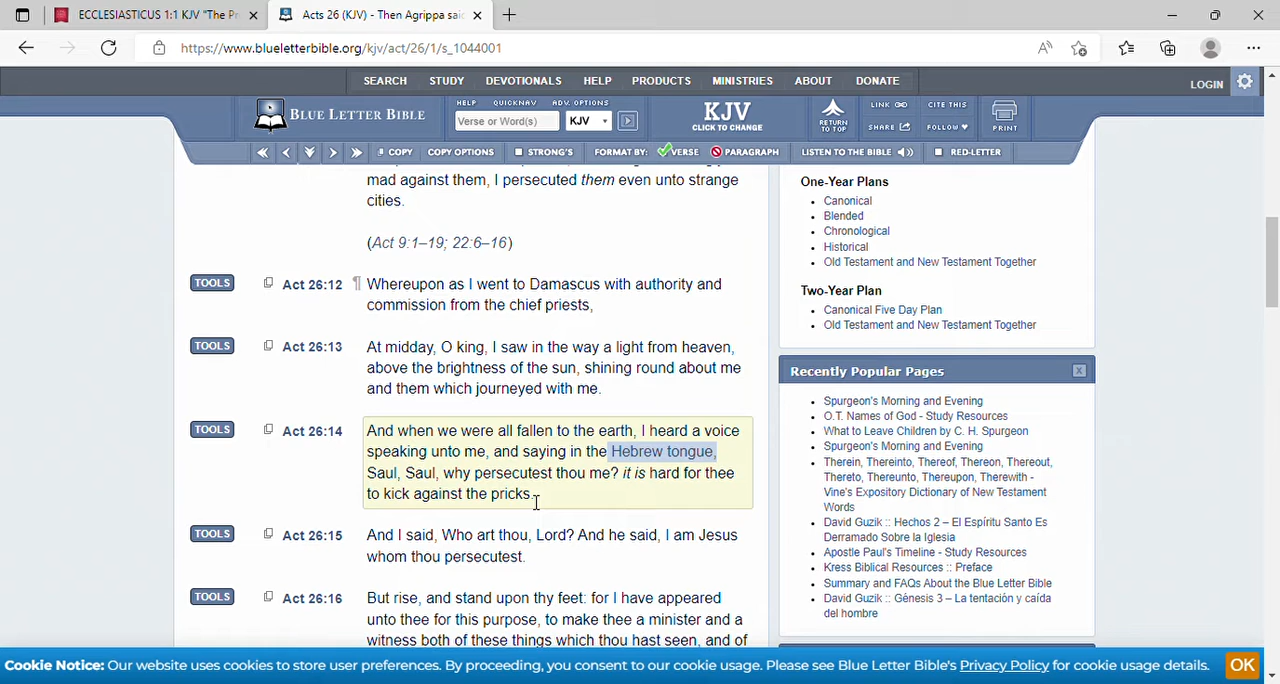 ECCLESIASTICUS 1:1 KJV "The Pr
Acts 26 (KJV) - Then Agrippa sai
https://www.blueletterbible.org/kjv/act/26/1/s_1044001
SEARCH STUDY DEVOTIONALS HELP PRODUCTS MINISTRIES ABOUT DONATE LOGIN
BLUE LETTER BIBLE
HELP QUICKNAV ADV. OPTIONS
Verse or Word(s) KJV
KJV
CLICK TO CHANGE
RETURN TO TOP
LINK CITE THIS
SHARE FOLLOW
PRINT
COPY COPY OPTIONS STRONG'S FORMAT BY: VERSE PARAGRAPH LISTEN TO THE BIBLE RED-LETTER
mad against them, I persecuted them even unto strange
cities.
(Act 9:1–19; 22:6–16)
TOOLS Act 26:12 ¶ Whereupon as I went to Damascus with authority and
commission from the chief priests,
TOOLS Act 26:13 At midday, O king, I saw in the way a light from heaven,
above the brightness of the sun, shining round about me
and them which journeyed with me.
TOOLS Act 26:14 And when we were all fallen to the earth, I heard a voice
speaking unto me, and saying in the Hebrew tongue,
Saul, Saul, why persecutest thou me? it is hard for thee
to kick against the pricks.
TOOLS Act 26:15 And I said, Who art thou, Lord? And he said, I am Jesus
whom thou persecutest.
TOOLS Act 26:16 But rise, and stand upon thy feet: for I have appeared
unto thee for this purpose, to make thee a minister and a
witness both of these things which thou hast seen, and of
One-Year Plans
Canonical
Blended
Chronological
Historical
Old Testament and New Testament Together
Two-Year Plan
Canonical Five Day Plan
Old Testament and New Testament Together
Recently Popular Pages x
Spurgeon's Morning and Evening
O.T. Names of God - Study Resources
What to Leave Children by C. H. Spurgeon
Spurgeon's Morning and Evening
Therein, Thereinto, Thereof, Thereon, Thereout,
Thereto, Thereunto, Thereupon, Therewith -
Vine's Expository Dictionary of New Testament
Words
David Guzik :: Hechos 2 – El Espíritu Santo Es
Derramado Sobre la Iglesia
Apostle Paul's Timeline - Study Resources
Kress Biblical Resources :: Preface
Summary and FAQs About the Blue Letter Bible
David Guzik :: Génesis 3 – La tentación y caída
del hombre
Cookie Notice: Our website uses cookies to store user preferences. By proceeding, you consent to our cookie usage. Please see Blue Letter Bible's Privacy Policy for cookie usage details. OK